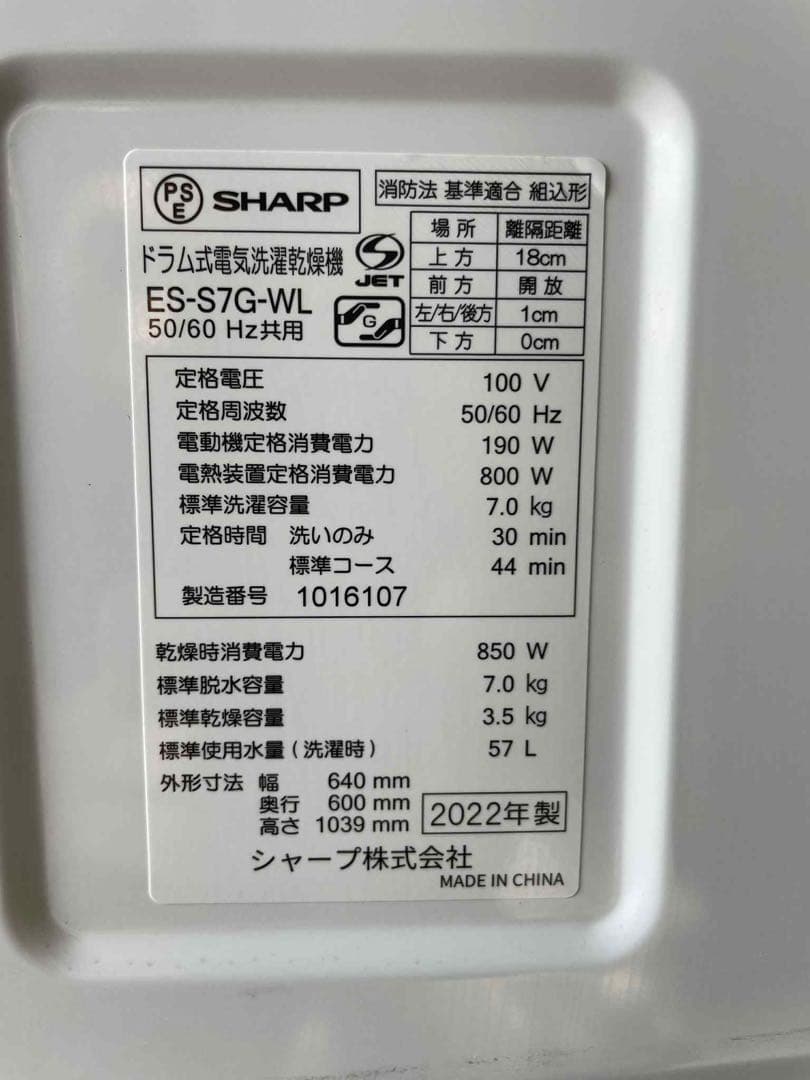 PSE SHARP
消防法 基準適合 組込形
ドラム式電気洗濯乾燥機
S JET
ES-S7G-WL
50/60 Hz共用
G
場所 離隔距離
上方 18cm
前方 開放
左/右/後方 1cm
下方 0cm
定格電圧 100 V
定格周波数 50/60 Hz
電動機定格消費電力 190 W
電熱装置定格消費電力 800 W
標準洗濯容量 7.0 kg
定格時間 洗いのみ 30 min
標準コース 44 min
製造番号 1016107
乾燥時消費電力 850 W
標準脱水容量 7.0 kg
標準乾燥容量 3.5 kg
標準使用水量(洗濯時) 57 L
外形寸法 幅 640 mm
奥行 600 mm
高さ 1039 mm
2022年製
シャープ株式会社
MADE IN CHINA